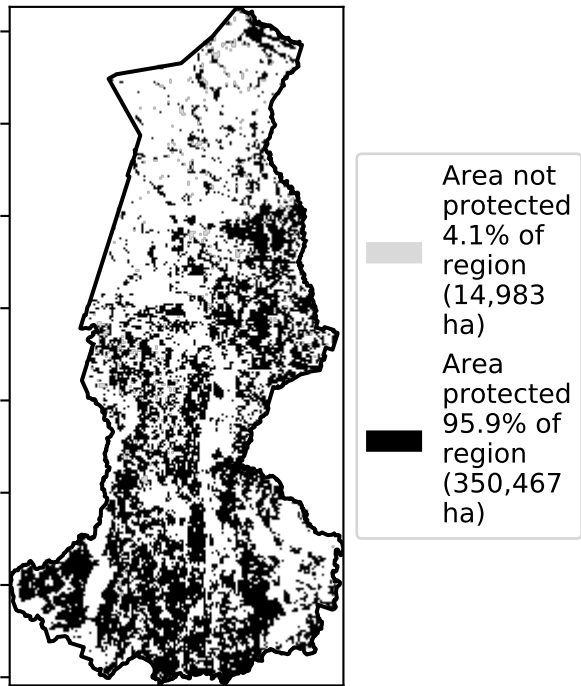 Area not
protected
4.1% of
region
(14,983
ha)
Area
protected
95.9% of
region
(350,467
ha)